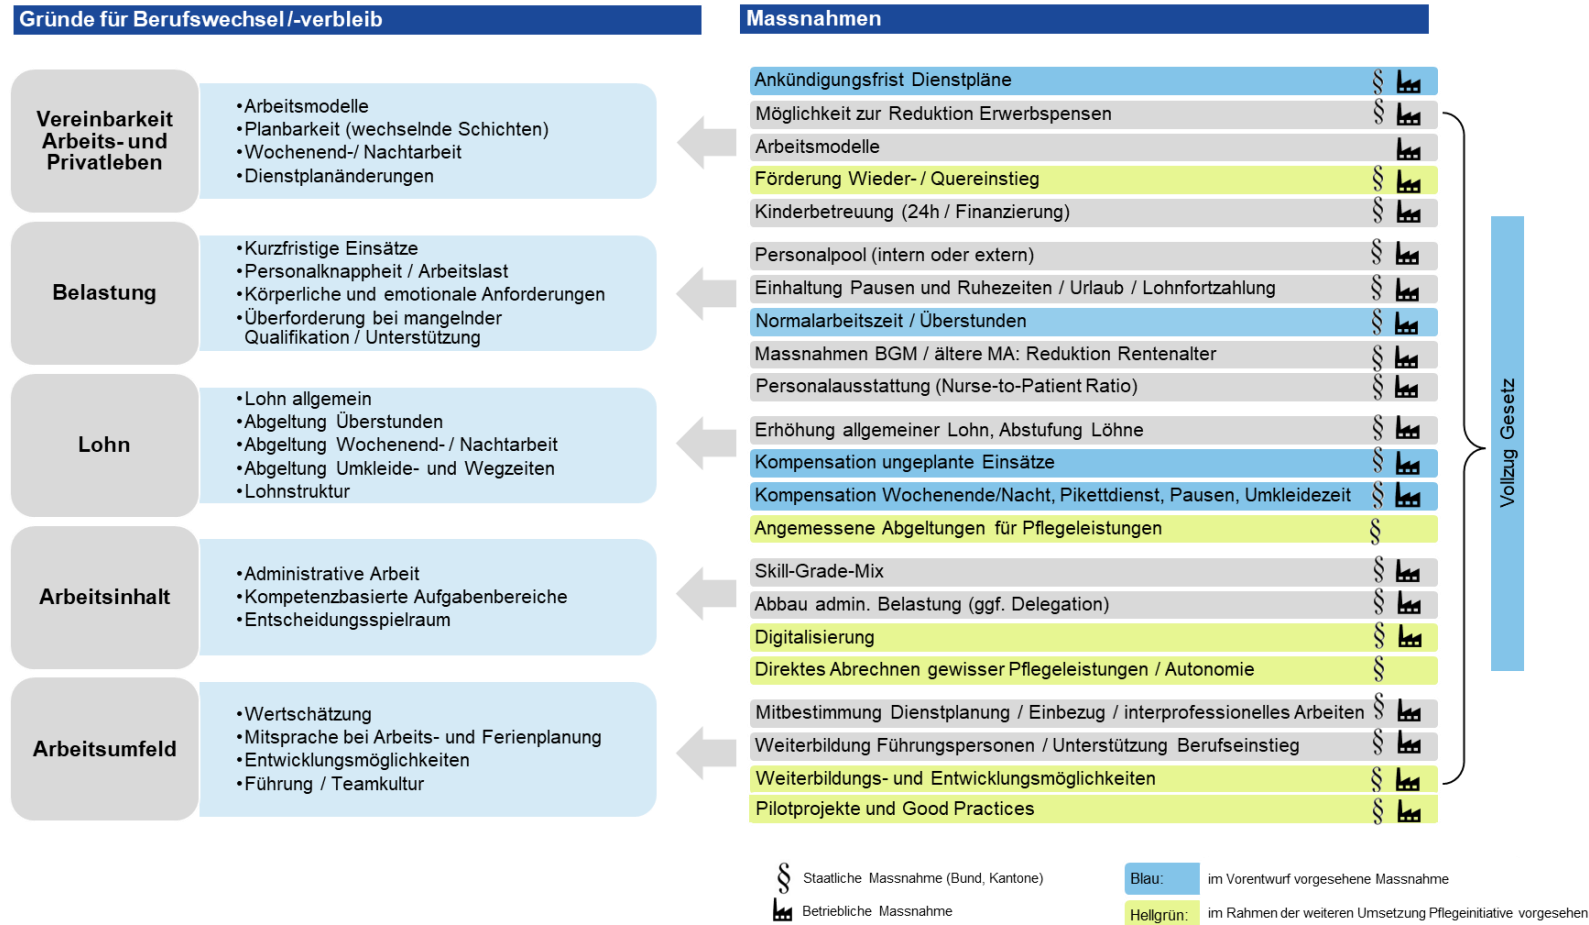 Gründe für Berufswechsel/-verbleib
Vereinbarkeit
Arbeits- und
Privatleben
•Arbeitsmodelle
•Planbarkeit (wechselnde Schichten)
•Wochenend-/ Nachtarbeit
•Dienstplanänderungen
Belastung
•Kurzfristige Einsätze
•Personalknappheit / Arbeitslast
•Körperliche und emotionale Anforderungen
•Überforderung bei mangelnder
Qualifikation / Unterstützung
Lohn
•Lohn allgemein
•Abgeltung Überstunden
•Abgeltung Wochenend- / Nachtarbeit
•Abgeltung Umkleide- und Wegzeiten
•Lohnstruktur
Arbeitsinhalt
•Administrative Arbeit
•Kompetenzbasierte Aufgabenbereiche
•Entscheidungsspielraum
Arbeitsumfeld
•Wertschätzung
•Mitsprache bei Arbeits- und Ferienplanung
•Entwicklungsmöglichkeiten
•Führung / Teamkultur
Massnahmen
Ankündigungsfrist Dienstpläne §
Möglichkeit zur Reduktion Erwerbspensen §
Arbeitsmodelle
Förderung Wieder- / Quereinstieg §
Kinderbetreuung (24h / Finanzierung) §
Personalpool (intern oder extern) §
Einhaltung Pausen und Ruhezeiten / Urlaub / Lohnfortzahlung §
Normalarbeitszeit / Überstunden §
Massnahmen BGM / ältere MA: Reduktion Rentenalter §
Personalausstattung (Nurse-to-Patient Ratio) §
Erhöhung allgemeiner Lohn, Abstufung Löhne §
Kompensation ungeplante Einsätze §
Kompensation Wochenende/Nacht, Pikettdienst, Pausen, Umkleidezeit §
Angemessene Abgeltungen für Pflegeleistungen §
Skill-Grade-Mix §
Abbau admin. Belastung (ggf. Delegation) §
Digitalisierung §
Direktes Abrechnen gewisser Pflegeleistungen / Autonomie §
Mitbestimmung Dienstplanung / Einbezug / interprofessionelles Arbeiten §
Weiterbildung Führungspersonen / Unterstützung Berufseinstieg §
Weiterbildungs- und Entwicklungsmöglichkeiten §
Pilotprojekte und Good Practices §
Vollzug Gesetz
§ Staatliche Massnahme (Bund, Kantone)
Betriebliche Massnahme
Blau: im Vorentwurf vorgesehene Massnahme
Hellgrün: im Rahmen der weiteren Umsetzung Pflegeinitiative vorgesehen